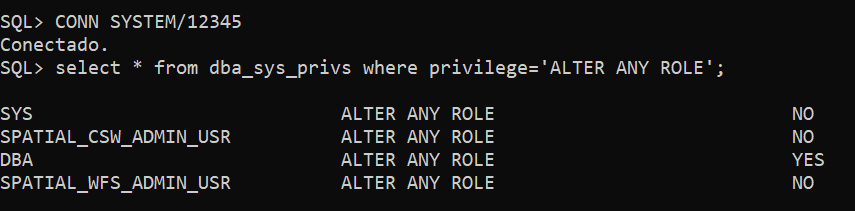 SQL> CONN SYSTEM/12345
Conectado.
SQL> select * from dba_sys_privs where privilege='ALTER ANY ROLE';
SYS ALTER ANY ROLE NO
SPATIAL_CSW_ADMIN_USR ALTER ANY ROLE NO
DBA ALTER ANY ROLE YES
SPATIAL_WFS_ADMIN_USR ALTER ANY ROLE NO